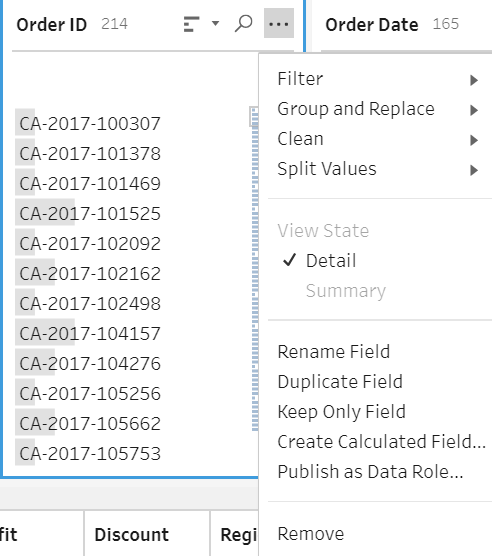 Order ID 214
Order Date 165
CA-2017-100307
CA-2017-101378
CA-2017-101469
CA-2017-101525
CA-2017-102092
CA-2017-102162
CA-2017-102498
CA-2017-104157
CA-2017-104276
CA-2017-105256
CA-2017-105662
CA-2017-105753
Filter
Group and Replace
Clean
Split Values
View State
Detail
Summary
Rename Field
Duplicate Field
Keep Only Field
Create Calculated Field...
Publish as Data Role...
Remove
fit
Discount
Regi